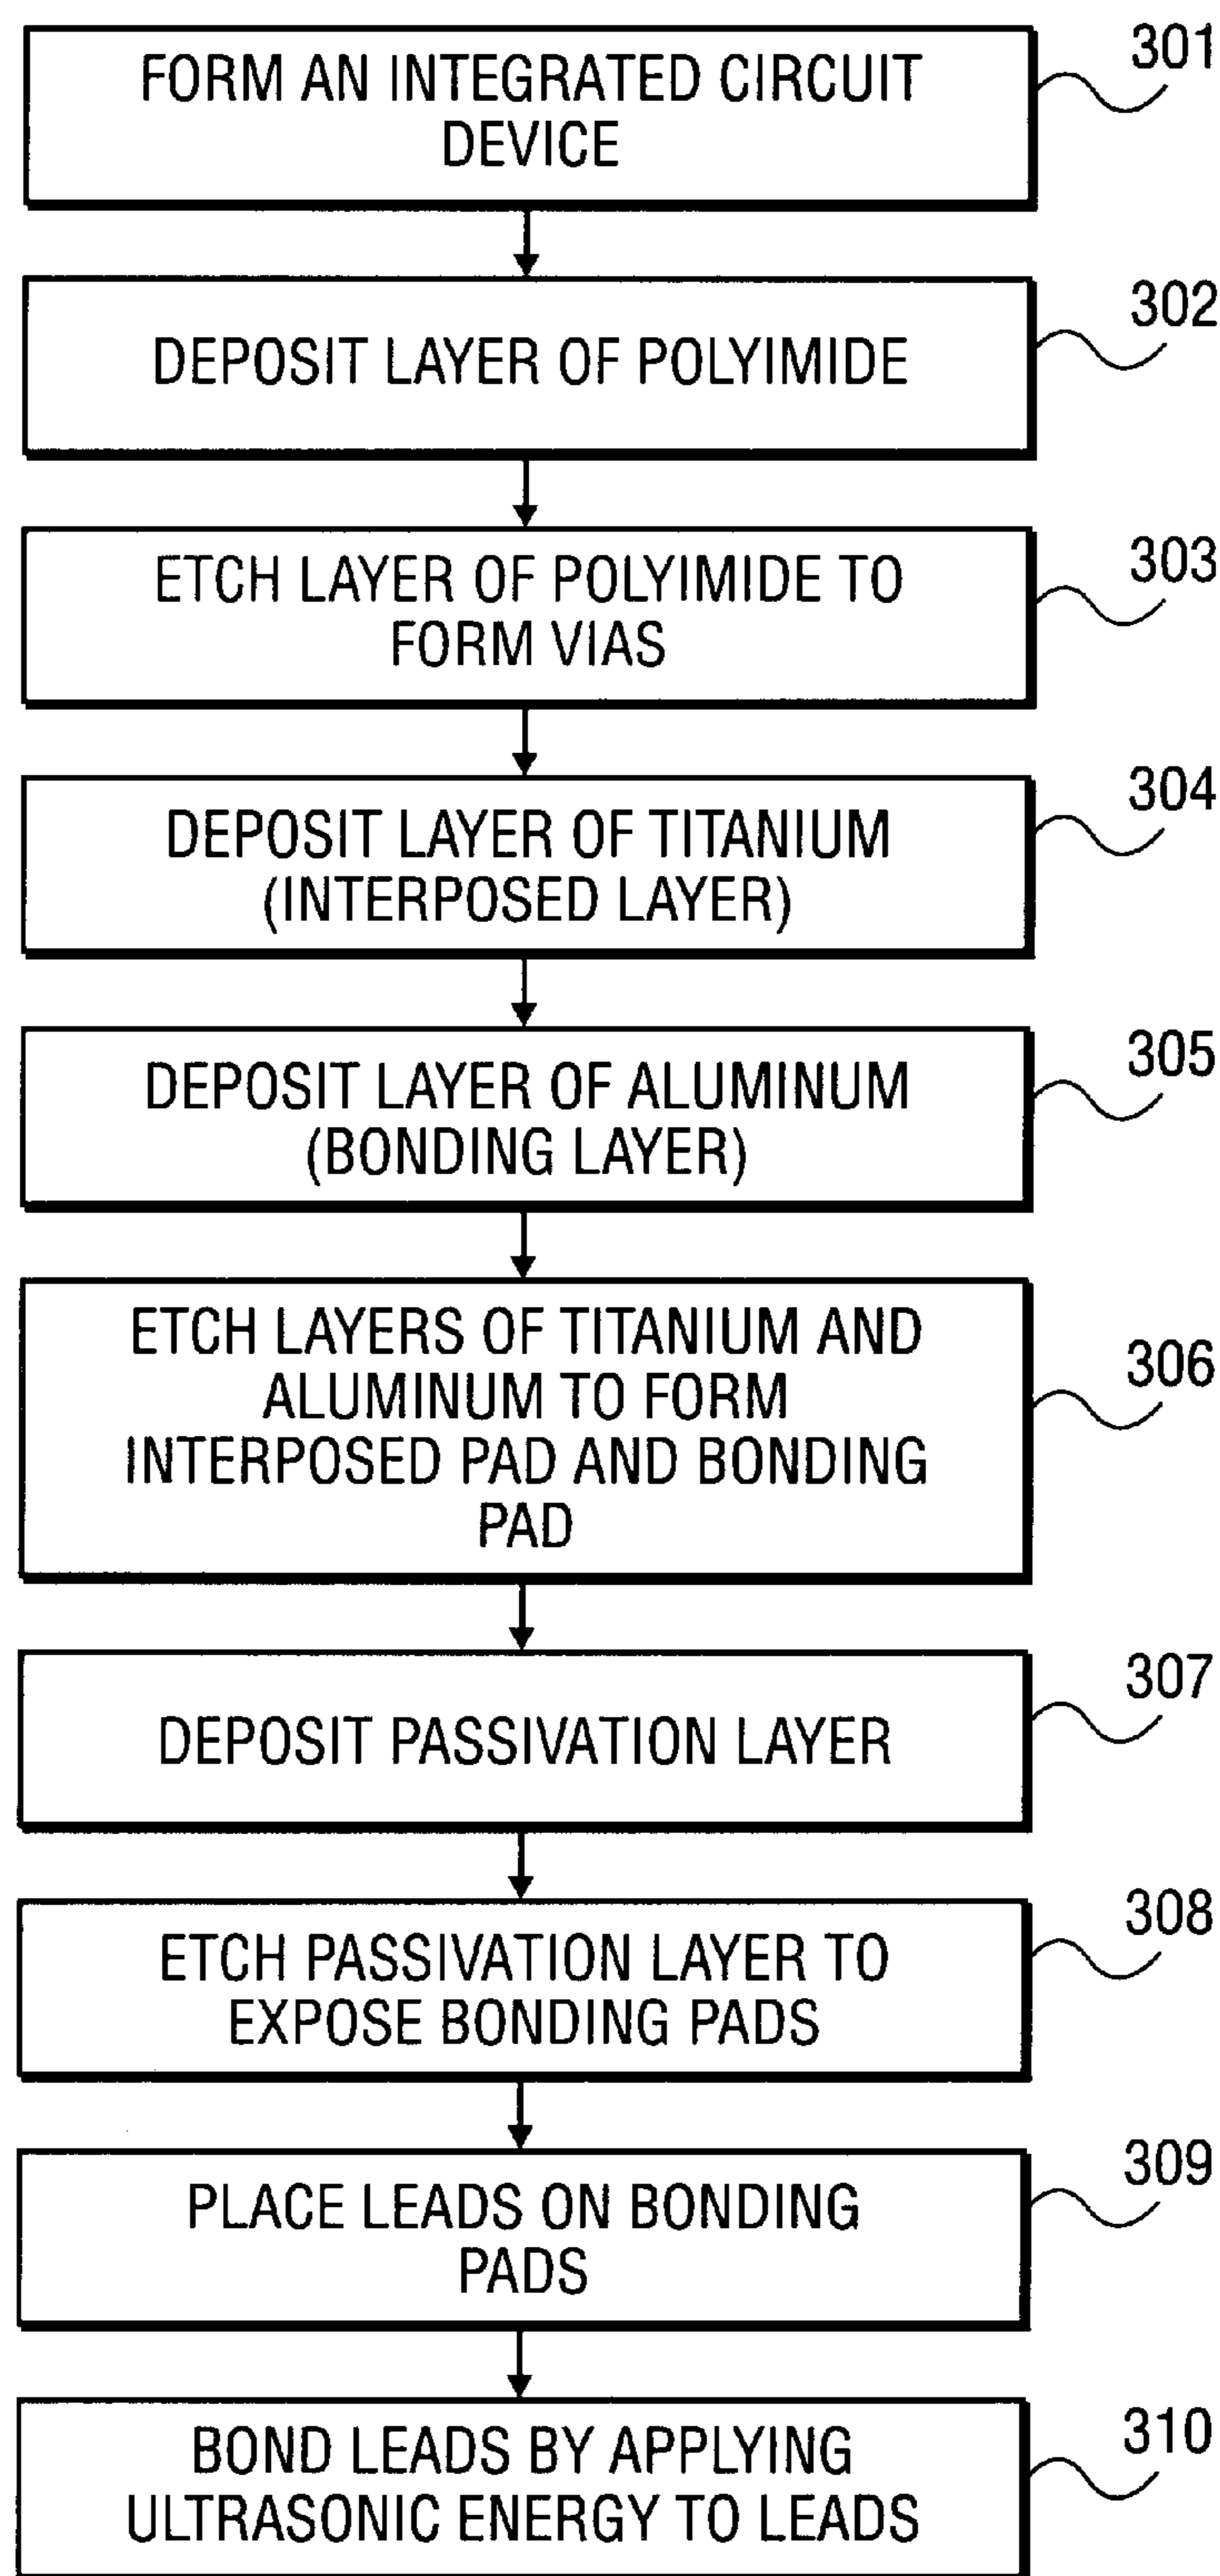 301
FORM AN INTEGRATED CIRCUIT
DEVICE
302
DEPOSIT LAYER OF POLYIMIDE
303
ETCH LAYER OF POLYIMIDE TO
FORM VIAS
304
DEPOSIT LAYER OF TITANIUM
(INTERPOSED LAYER)
305
DEPOSIT LAYER OF ALUMINUM
(BONDING LAYER)
306
ETCH LAYERS OF TITANIUM AND
ALUMINUM TO FORM
INTERPOSED PAD AND BONDING
PAD
307
DEPOSIT PASSIVATION LAYER
308
ETCH PASSIVATION LAYER TO
EXPOSE BONDING PADS
309
PLACE LEADS ON BONDING
PADS
310
BOND LEADS BY APPLYING
ULTRASONIC ENERGY TO LEADS